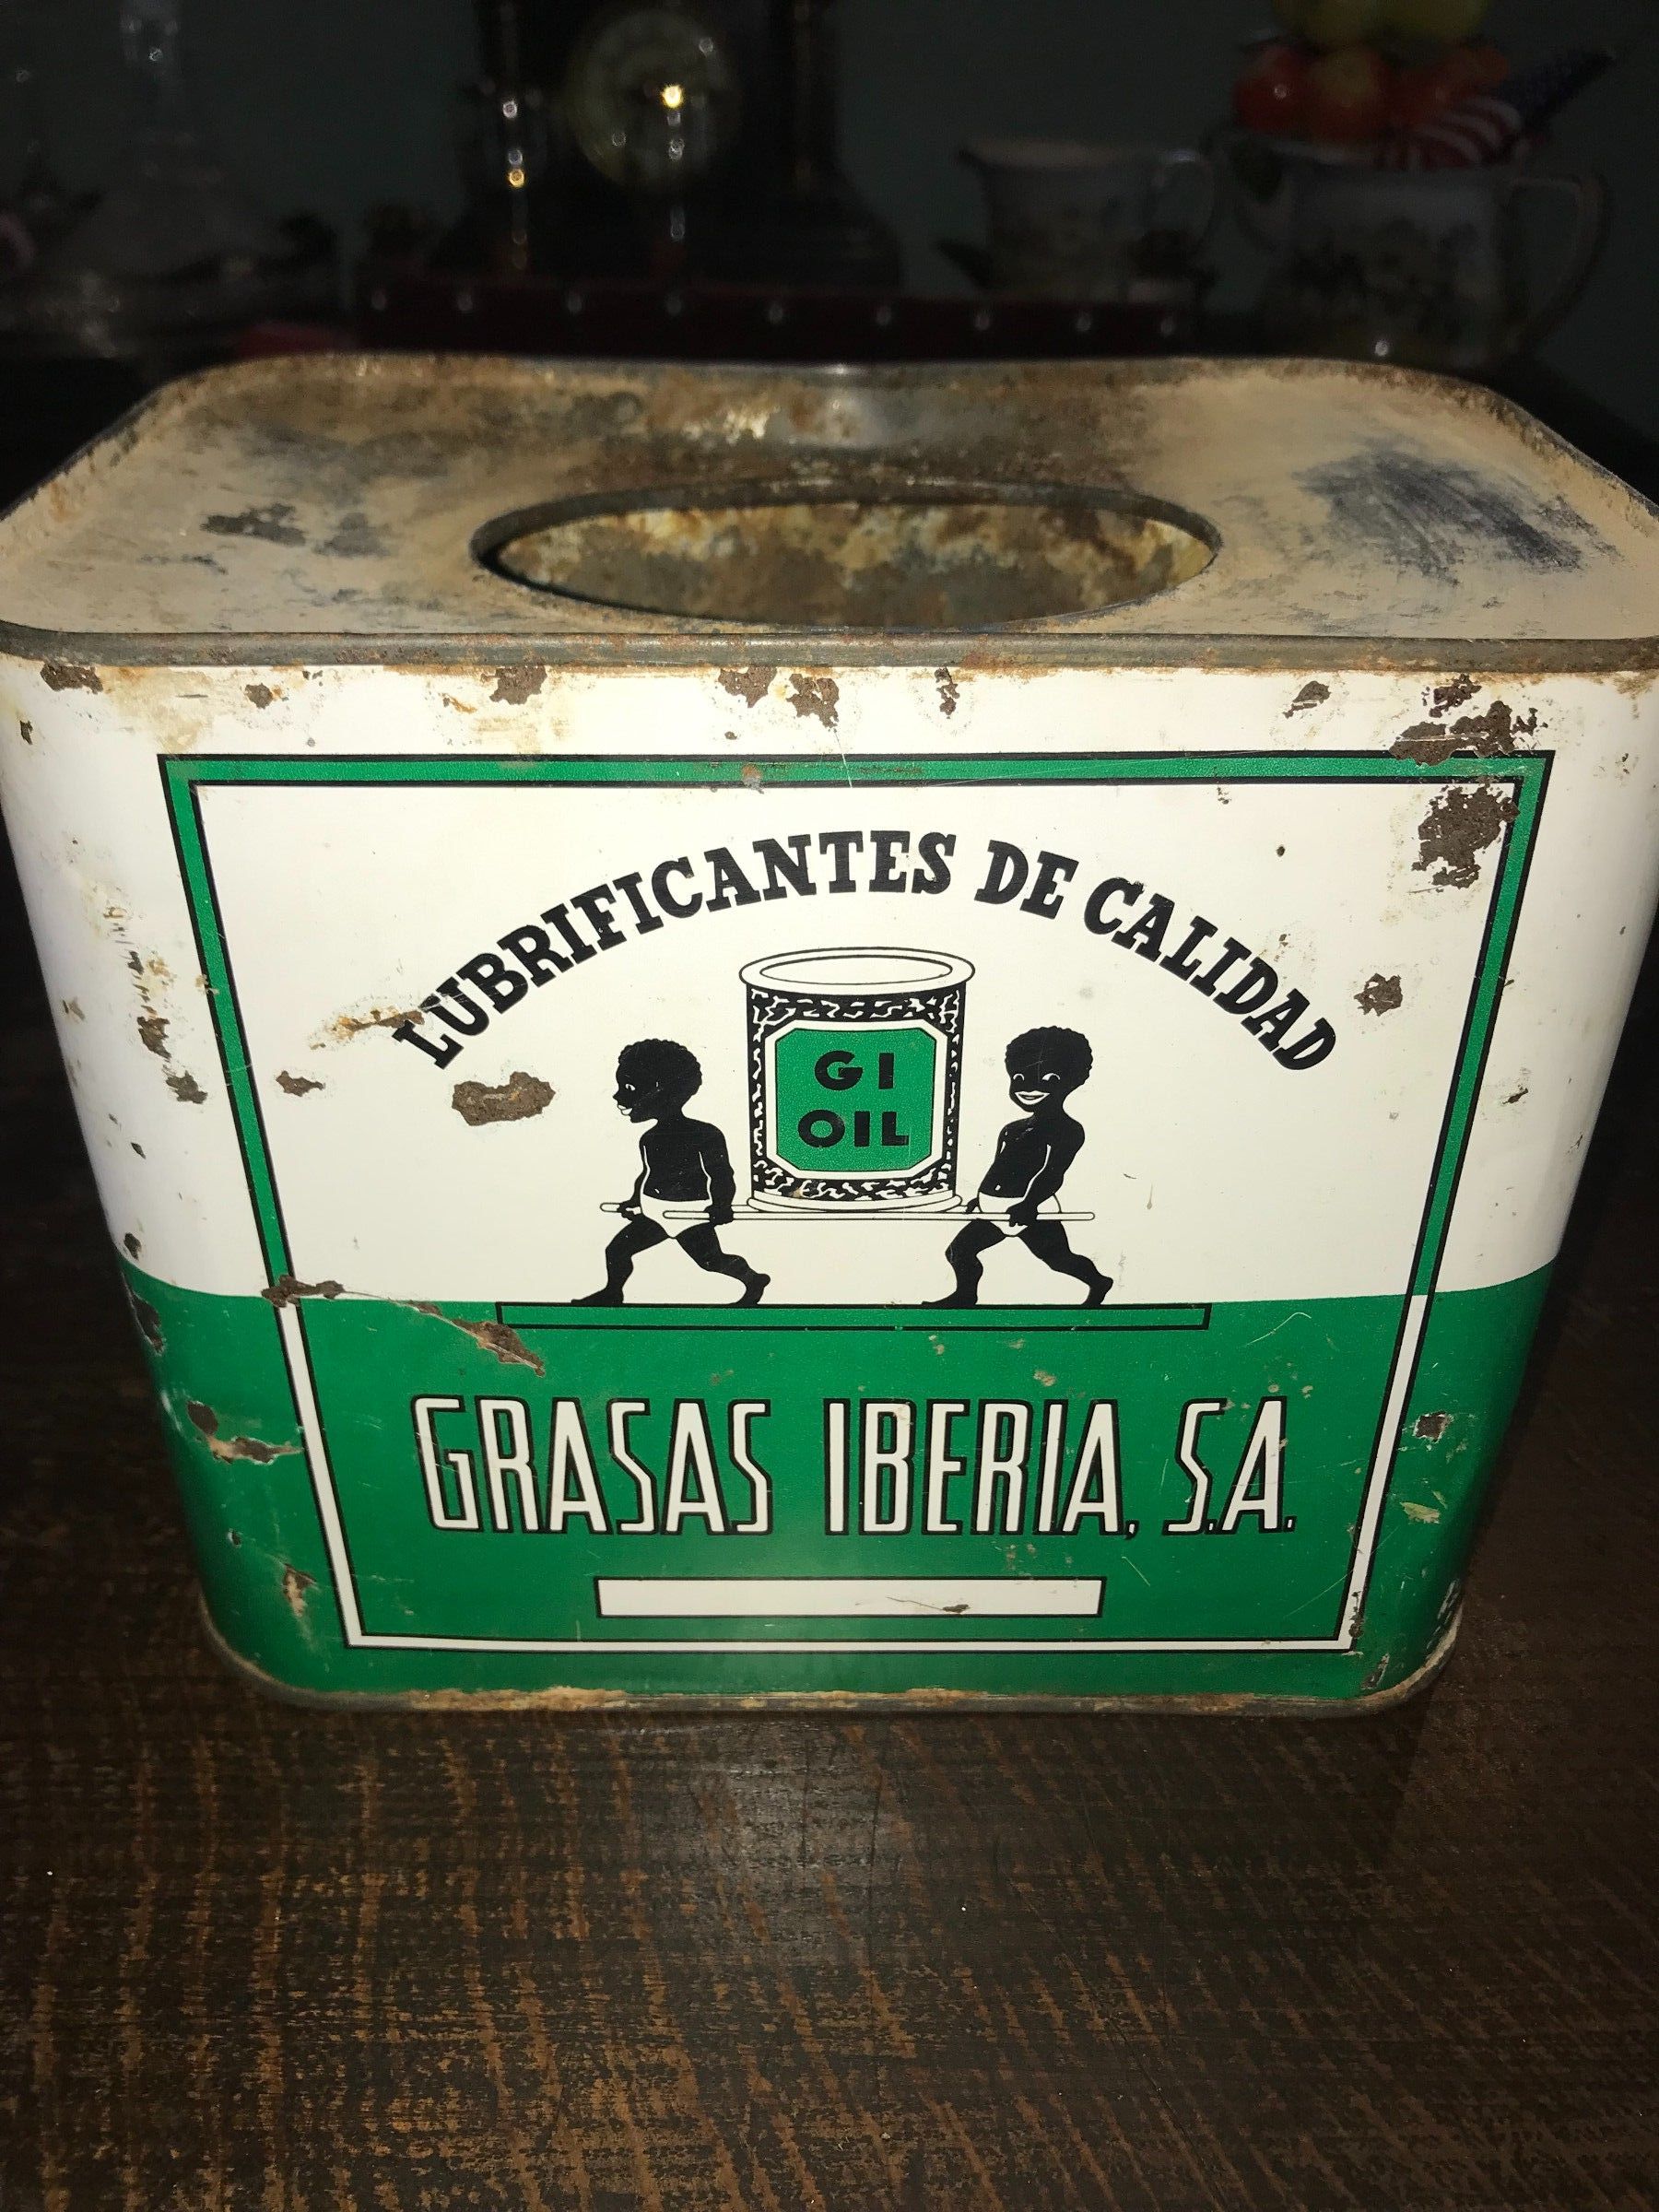 LUBRIFICANTES DE CALIDAD
GI
OIL
GRASAS IBERIA, S.A.